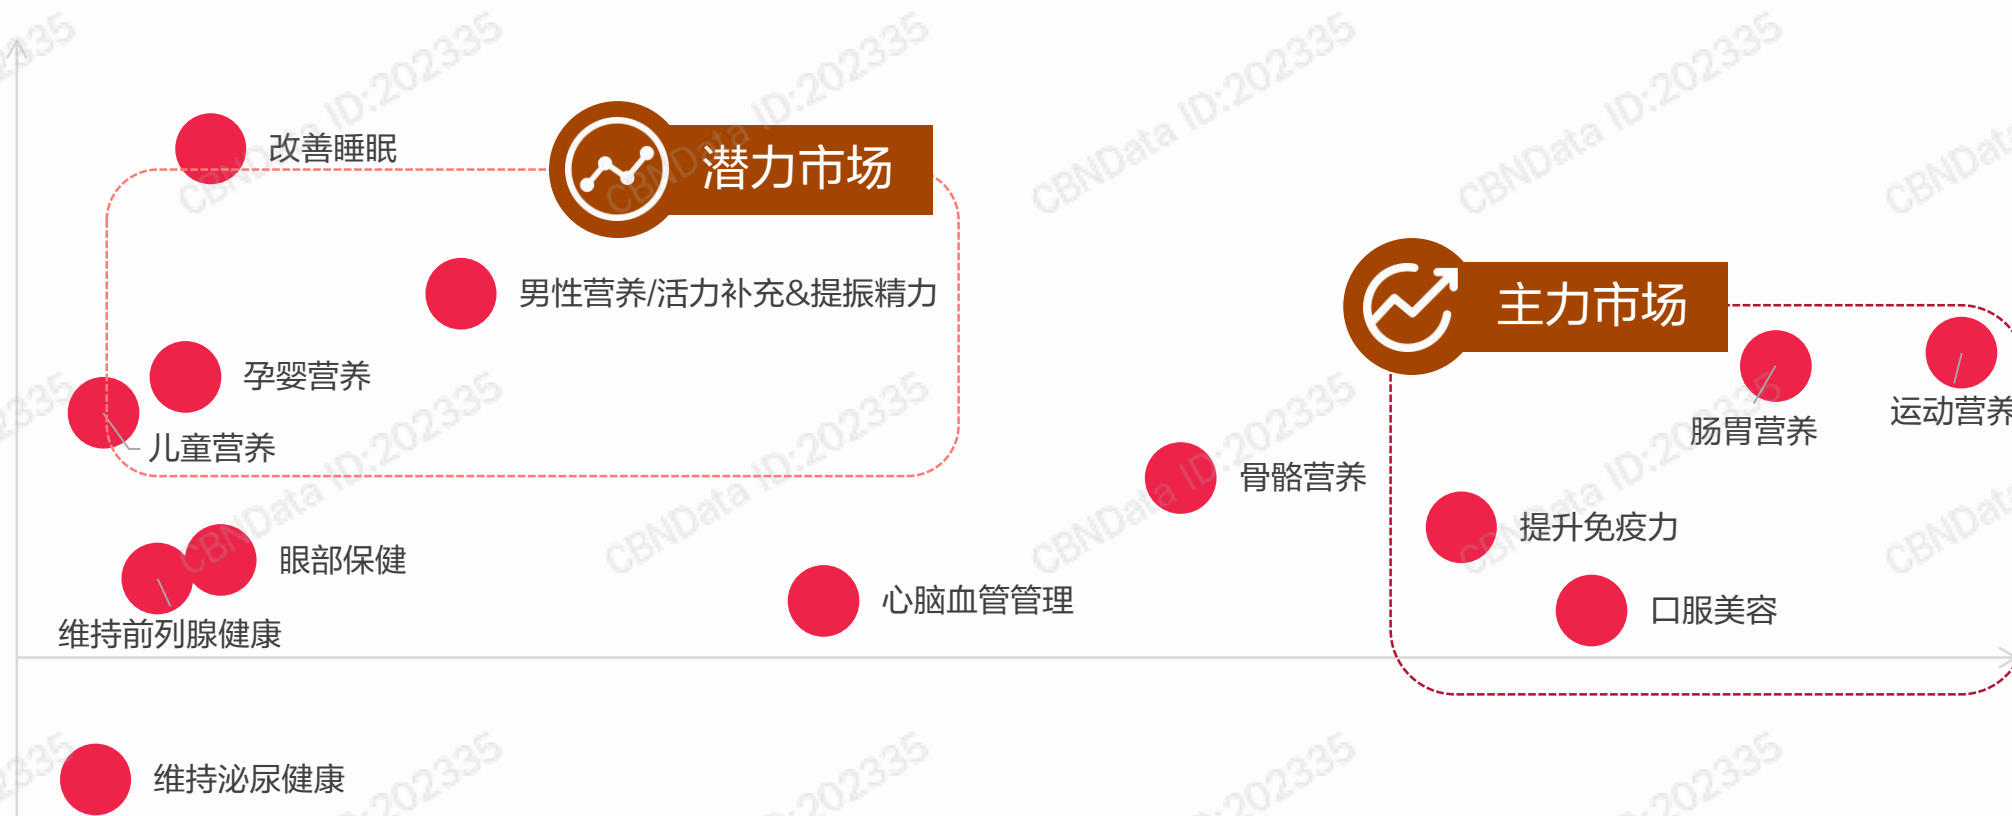 改善睡眠
潜力市场
男性营养/活力补充&提振精力
主力市场
孕婴营养
儿童营养
肠胃营养
运动营养
骨骼营养
提升免疫力
眼部保健
心脑血管管理
口服美容
维持前列腺健康
维持泌尿健康
CBNData ID:202335